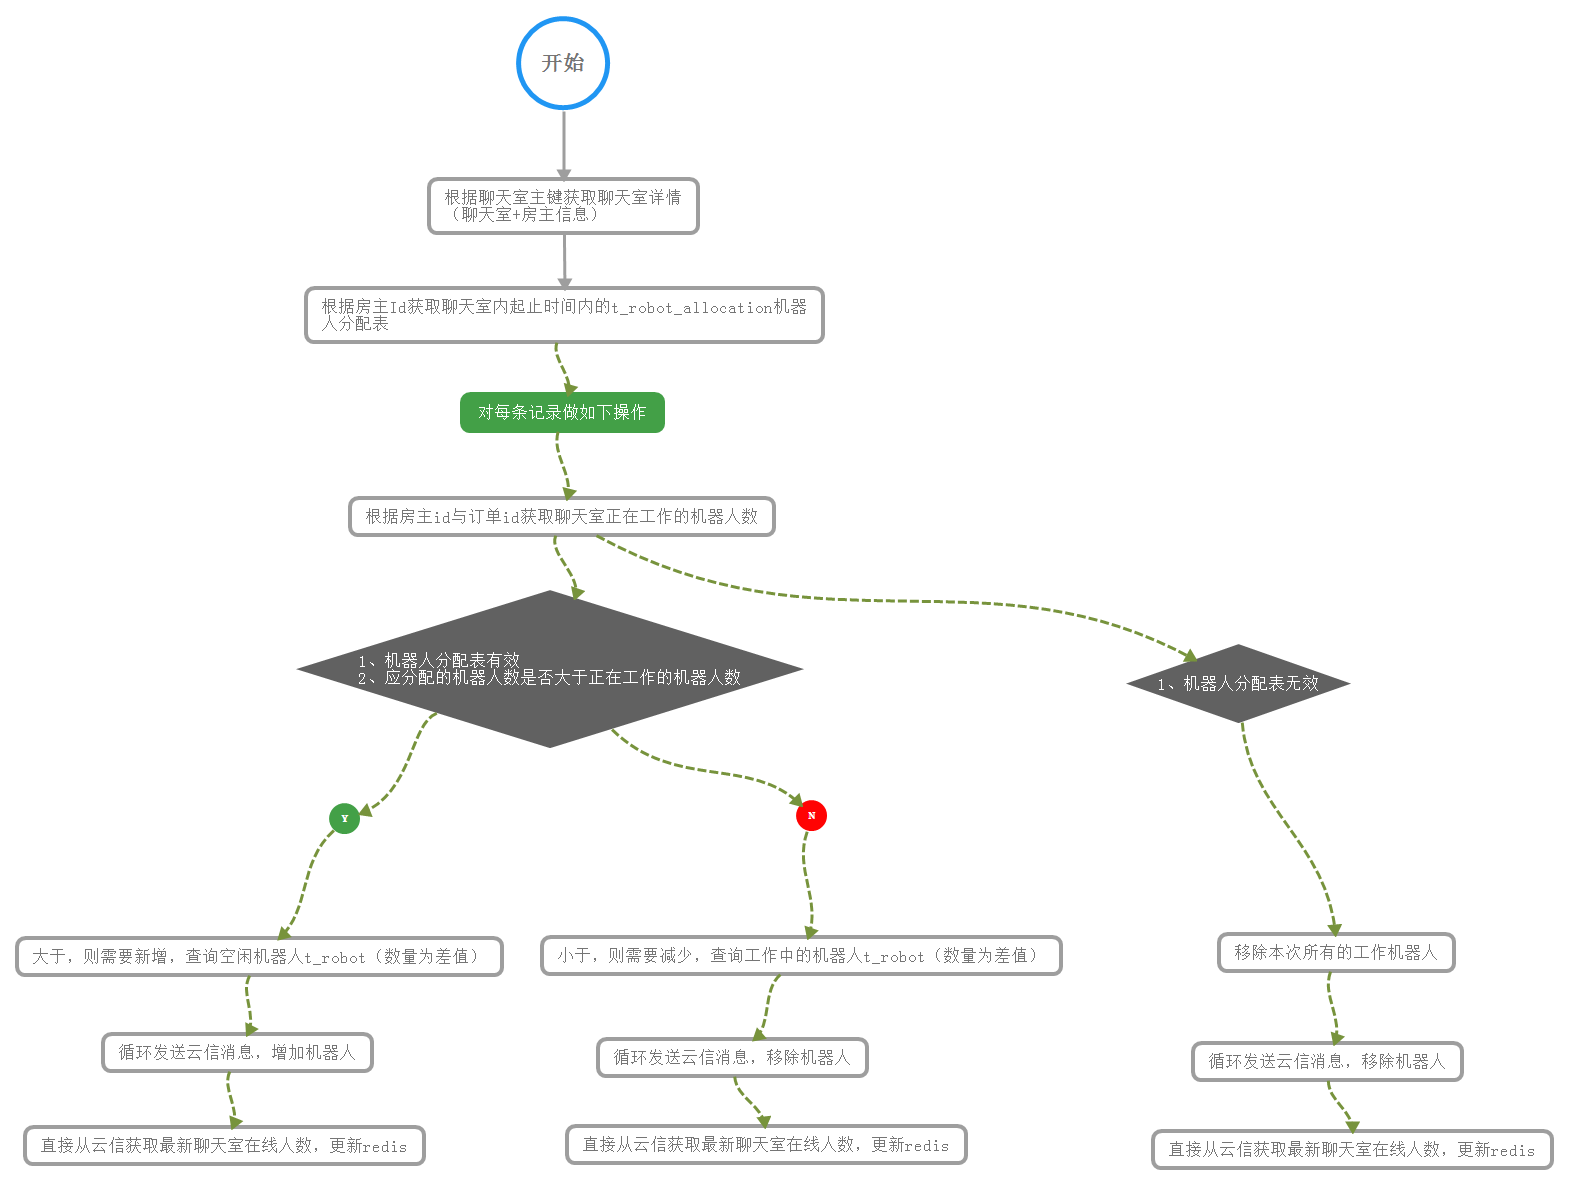 开始
根据聊天室主键获取聊天室详情
（聊天室+房主信息）
根据房主Id获取聊天室内起止时间内的t_robot_allocation机器
人分配表
对每条记录做如下操作
根据房主id与订单id获取聊天室正在工作的机器人数
1、机器人分配表有效
2、应分配的机器人数是否大于正在工作的机器人数
1、机器人分配表无效
Y
N
大于，则需要新增，查询空闲机器人t_robot（数量为差值）
小于，则需要减少，查询工作中的机器人t_robot（数量为差值）
移除本次所有的工作机器人
循环发送云信消息，增加机器人
循环发送云信消息，移除机器人
循环发送云信消息，移除机器人
直接从云信获取最新聊天室在线人数，更新redis
直接从云信获取最新聊天室在线人数，更新redis
直接从云信获取最新聊天室在线人数，更新redis